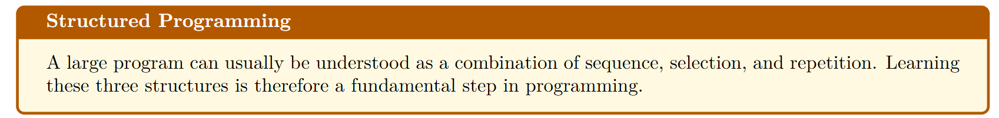 Structured Programming
A large program can usually be understood as a combination of sequence, selection, and repetition. Learning
these three structures is therefore a fundamental step in programming.